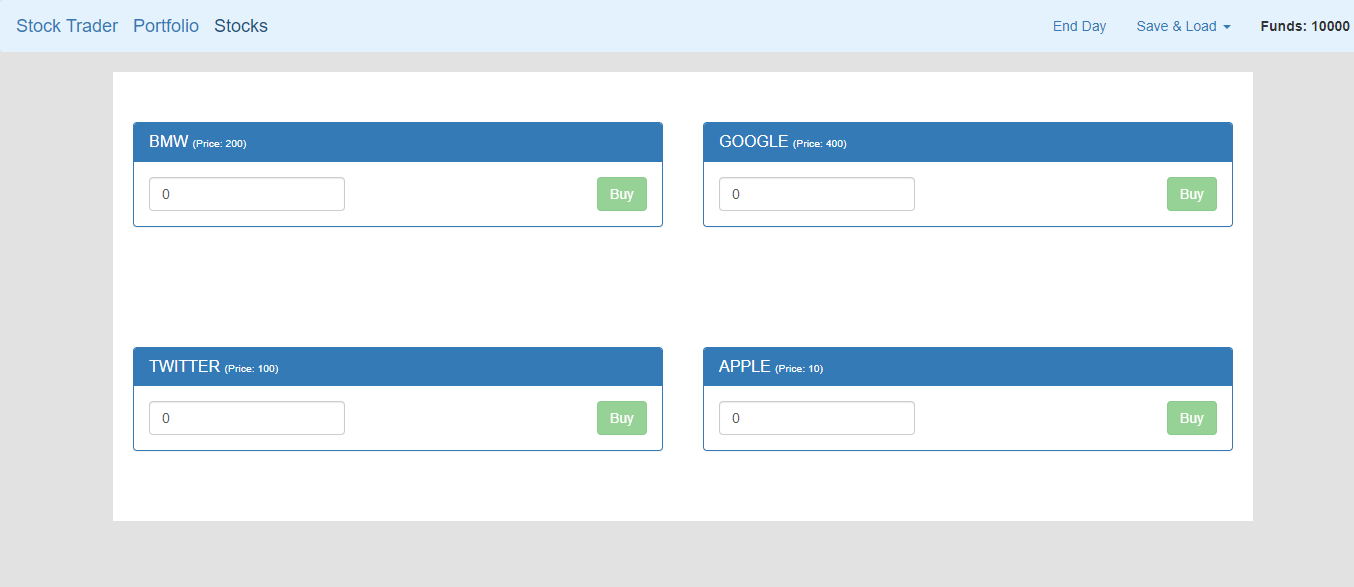 Stock Trader Portfolio Stocks End Day Save & Load Funds: 10000
BMW (Price: 200)
0 Buy
GOOGLE (Price: 400)
0 Buy
TWITTER (Price: 100)
0 Buy
APPLE (Price: 10)
0 Buy